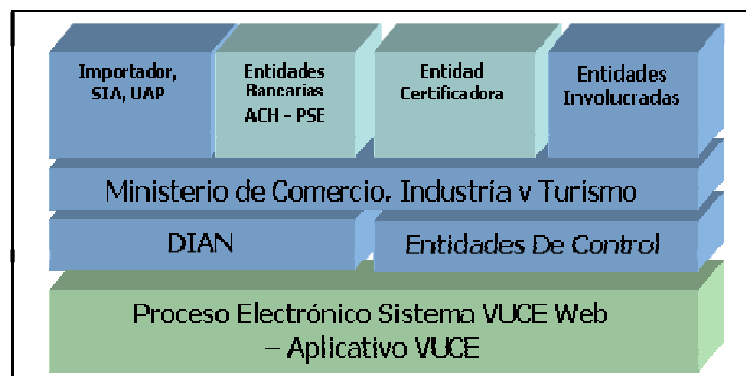 Importador,
SIA, UAP
Entidades
Bancarias
ACH – PSE
Entidad
Certificadora
Entidades
Involucradas
Ministerio de Comercio, Industría y Turismo
DIAN
Entidades De Control
Proceso Electrónico Sistema VUCE Web
– Aplicativo VUCE